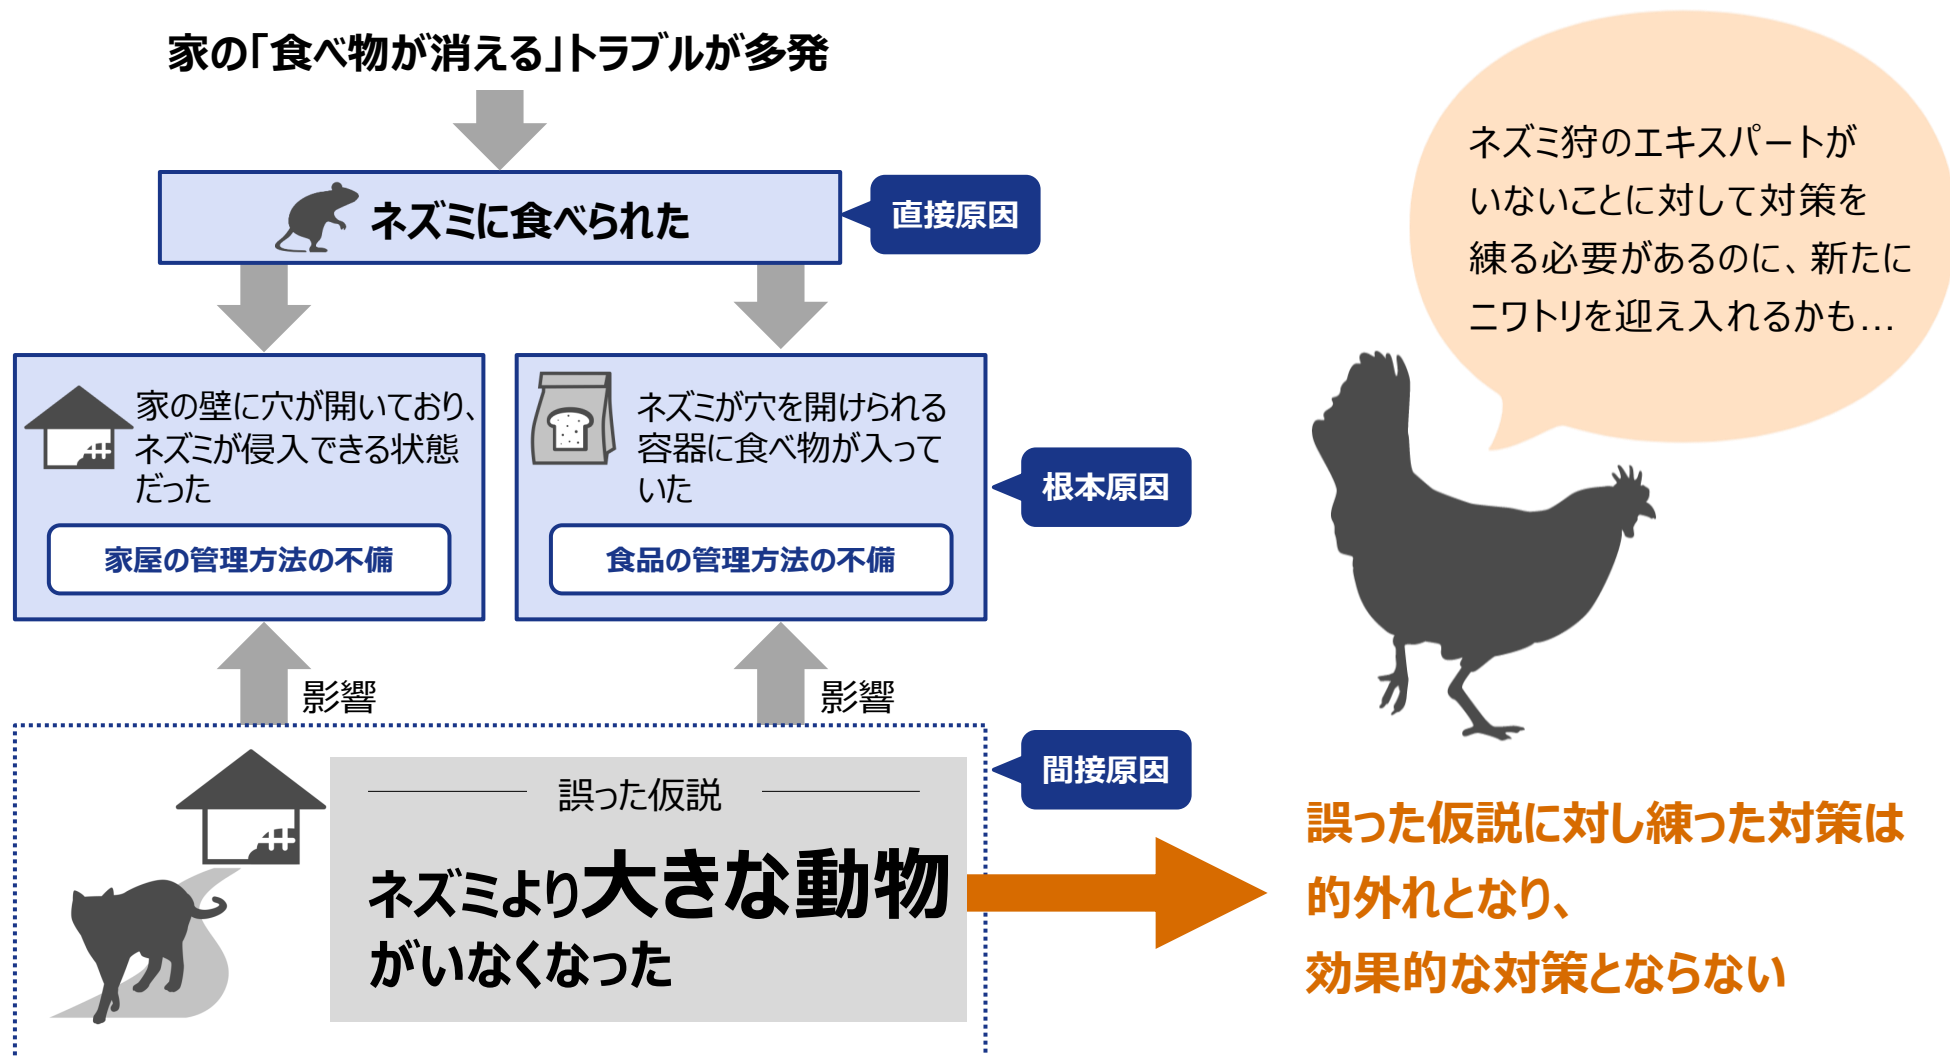 家の「食べ物が消える」トラブルが多発
ネズミに食べられた
直接原因
家の壁に穴が開いており、
ネズミが侵入できる状態
だった
家屋の管理方法の不備
ネズミが穴を開けられる
容器に食べ物が入って
いた
食品の管理方法の不備
根本原因
影響
影響
間接原因
誤った仮説
ネズミより大きな動物
がいなくなった
ネズミ狩のエキスパートが
いないことに対して対策を
練る必要があるのに、新たに
ニワトリを迎え入れるかも…
誤った仮説に対し練った対策は
的外れとなり、
効果的な対策とならない